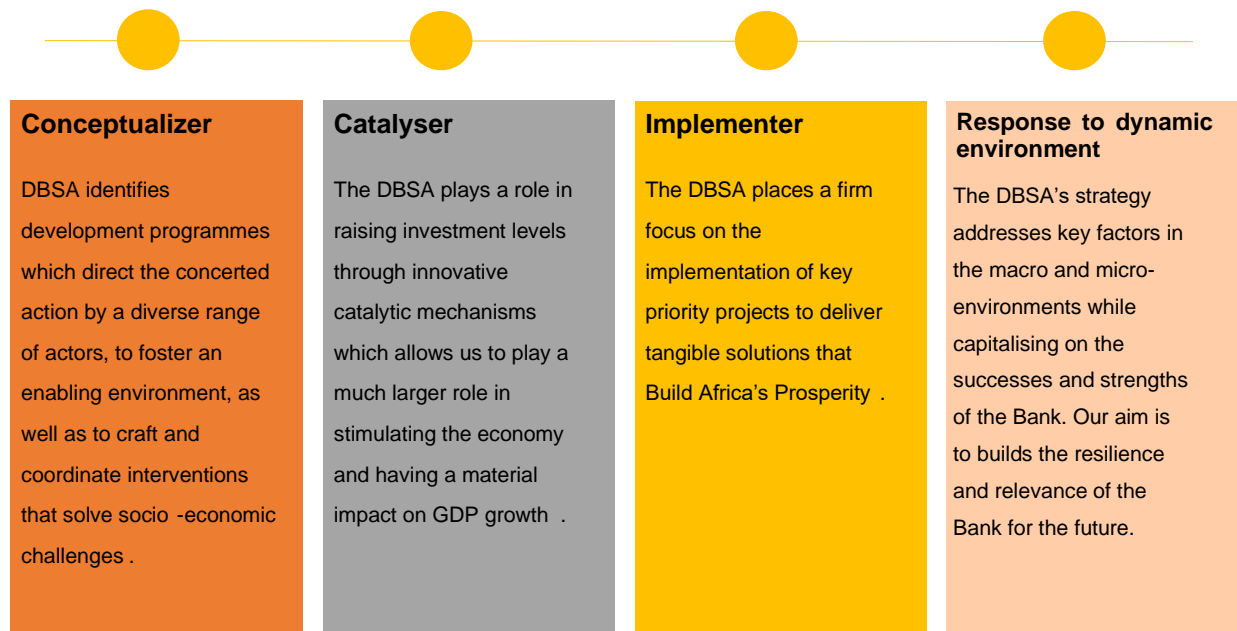 Conceptualizer
DBSA identifies
development programmes
which direct the concerted
action by a diverse range
of actors, to foster an
enabling environment, as
well as to craft and
coordinate interventions
that solve socio -economic
challenges .
Catalyser
The DBSA plays a role in
raising investment levels
through innovative
catalytic mechanisms
which allows us to play a
much larger role in
stimulating the economy
and having a material
impact on GDP growth .
Implementer
The DBSA places a firm
focus on the
implementation of key
priority projects to deliver
tangible solutions that
Build Africa’s Prosperity .
Response to dynamic
environment
The DBSA’s strategy
addresses key factors in
the macro and micro-
environments while
capitalising on the
successes and strengths
of the Bank. Our aim is
to builds the resilience
and relevance of the
Bank for the future.